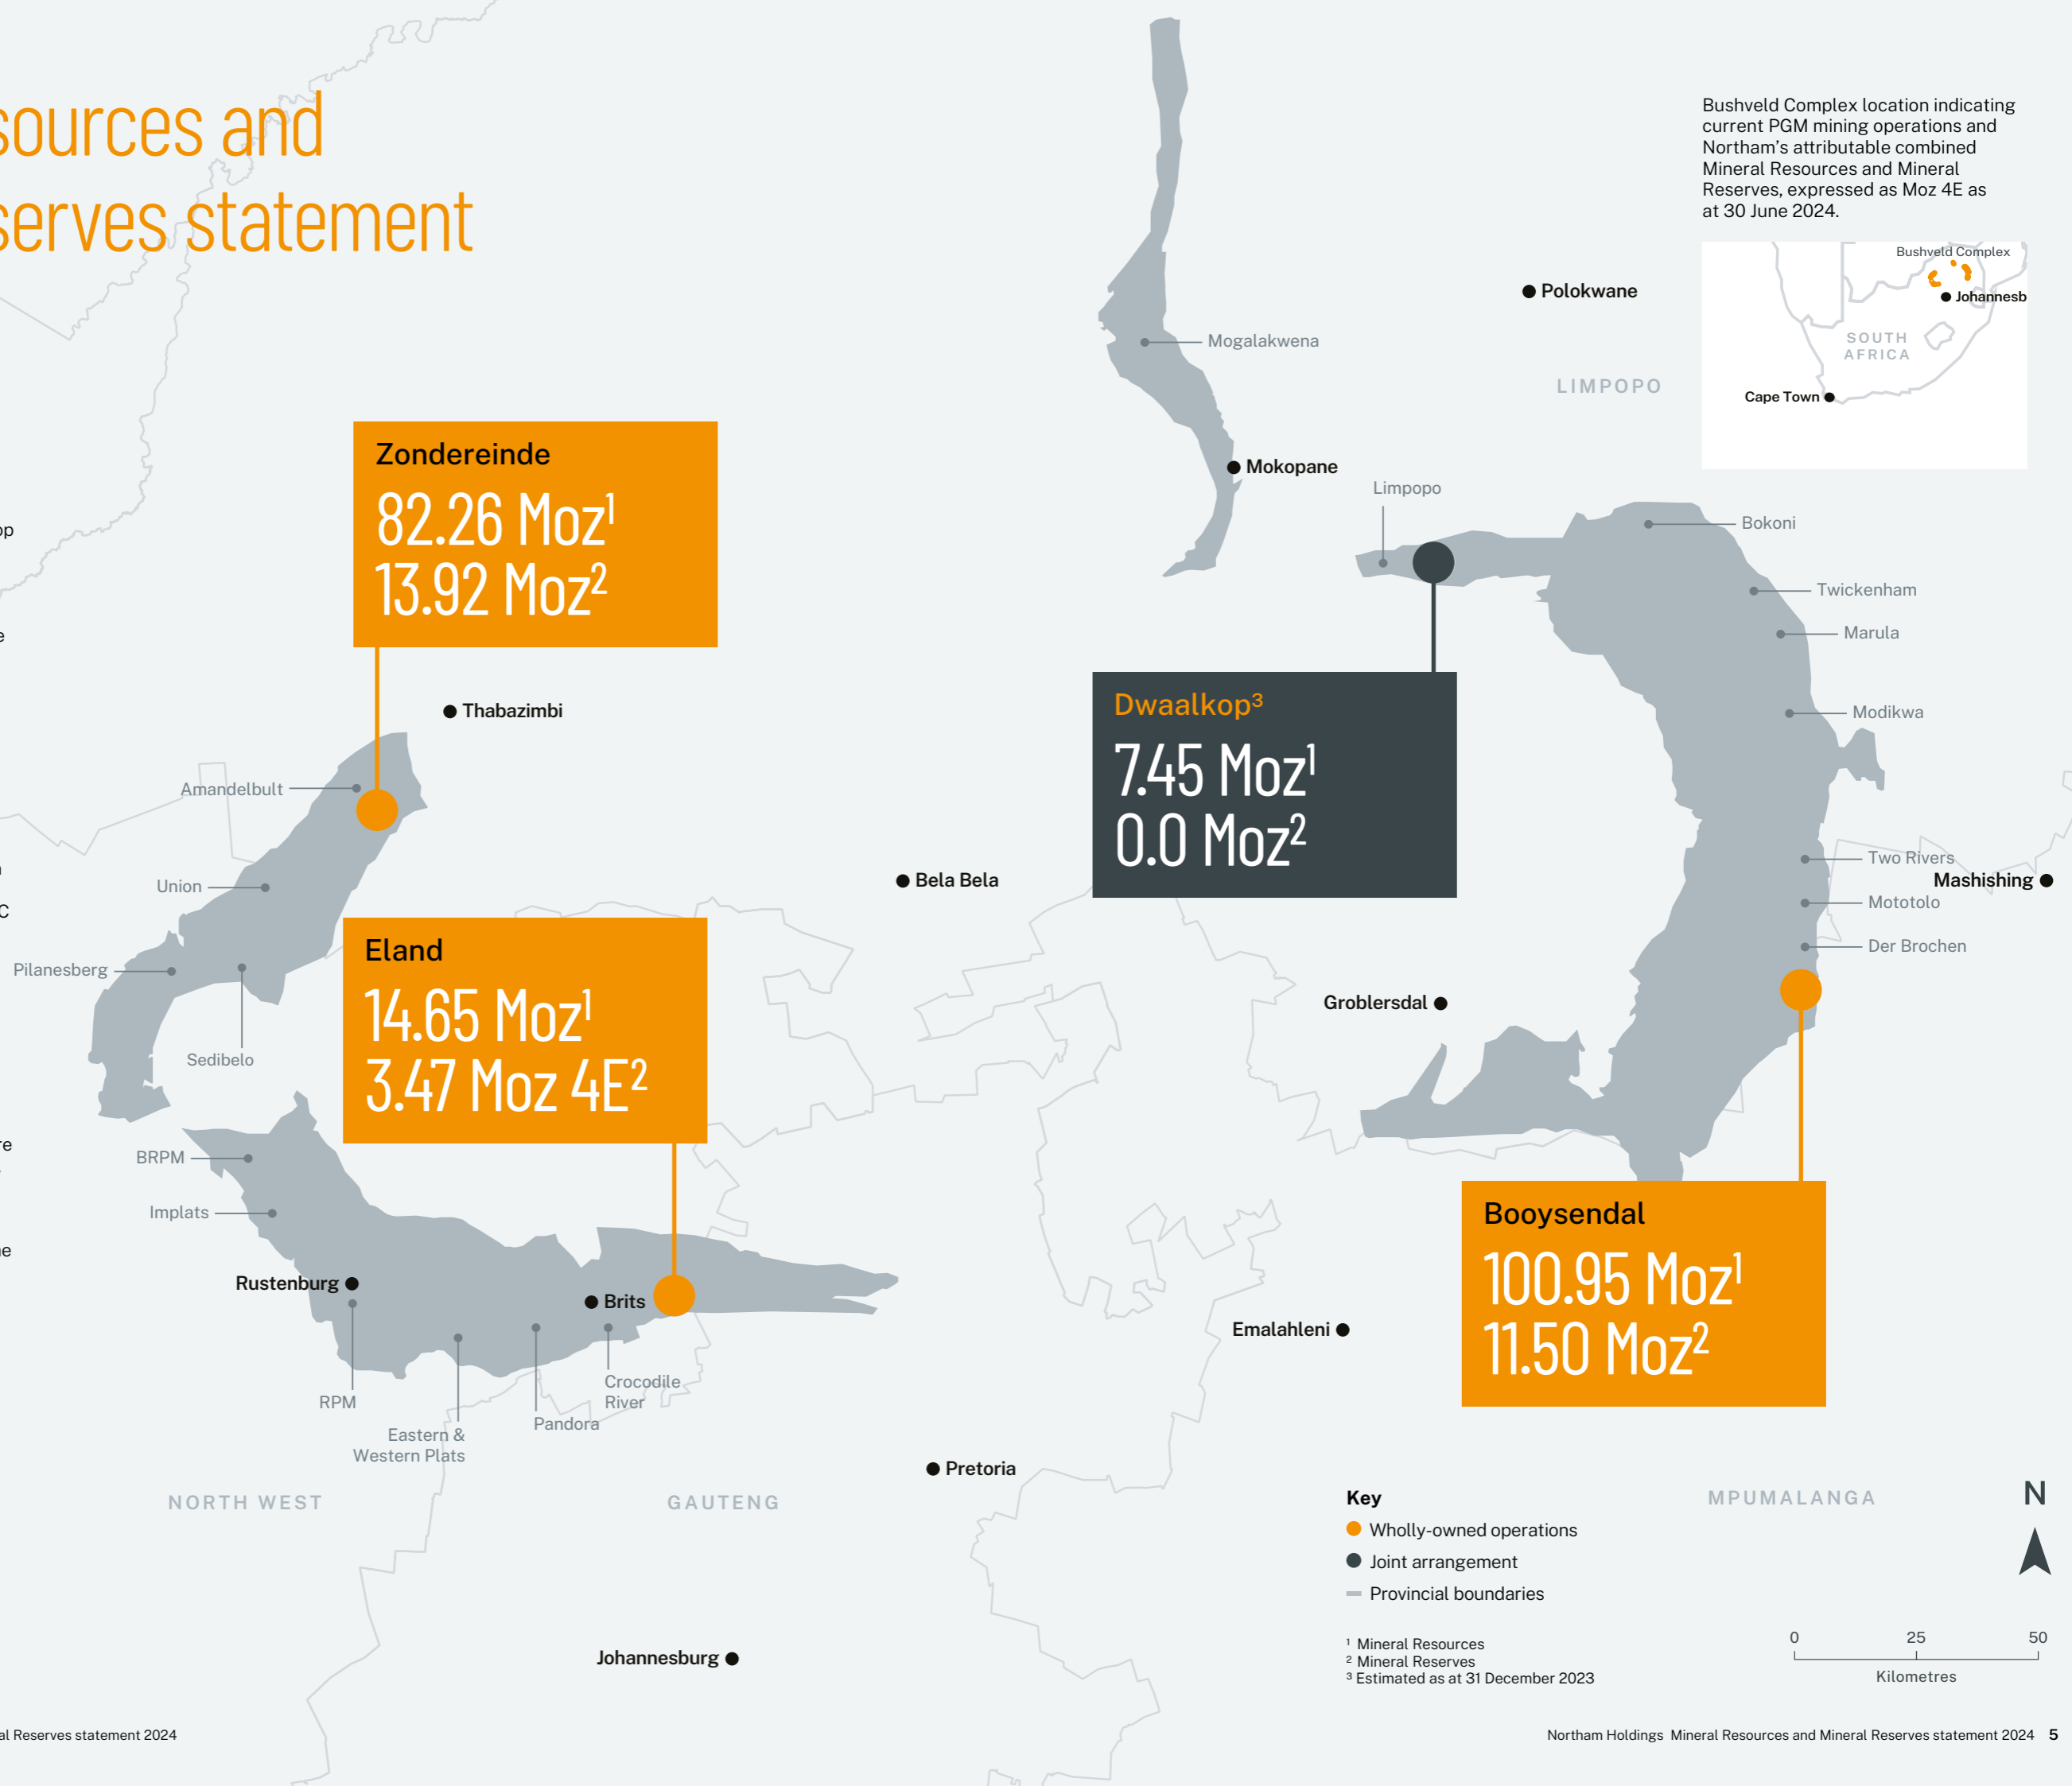 sources and
serves statement
Bushveld Complex location indicating
current PGM mining operations and
Northam's attributable combined
Mineral Resources and Mineral
Reserves, expressed as Moz 4E as
at 30 June 2024.
Bushveld Complex
Johannesb
SOUTH
AFRICA
Cape Town
Polokwane
Mogalakwena
LIMPOPO
Mokopane
Limpopo
Bokoni
Twickenham
Marula
Modikwa
Zondereinde
82.26 Moz¹
13.92 Moz²
op
e
Thabazimbi
Dwaalkop³
7.45 Moz¹
0.0 Moz²
Amandelbult
Union
Bela Bela
Two Rivers
Mashishing
Mototolo
Der Brochen
C
Pilanesberg
Sedibelo
Eland
14.65 Moz¹
3.47 Moz 4E²
Groblersdal
re
BRPM
Implats
ne
Rustenburg
Brits
RPM
Eastern &
Western Plats
Pandora
Crocodile
River
Emalahleni
Booysendal
100.95 Moz¹
11.50 Moz²
Pretoria
NORTH WEST
GAUTENG
MPUMALANGA
N
Johannesburg
Key
Wholly-owned operations
Joint arrangement
Provincial boundaries
¹ Mineral Resources
² Mineral Reserves
³ Estimated as at 31 December 2023
0 25 50
Kilometres
al Reserves statement 2024
Northam Holdings Mineral Resources and Mineral Reserves statement 2024 5